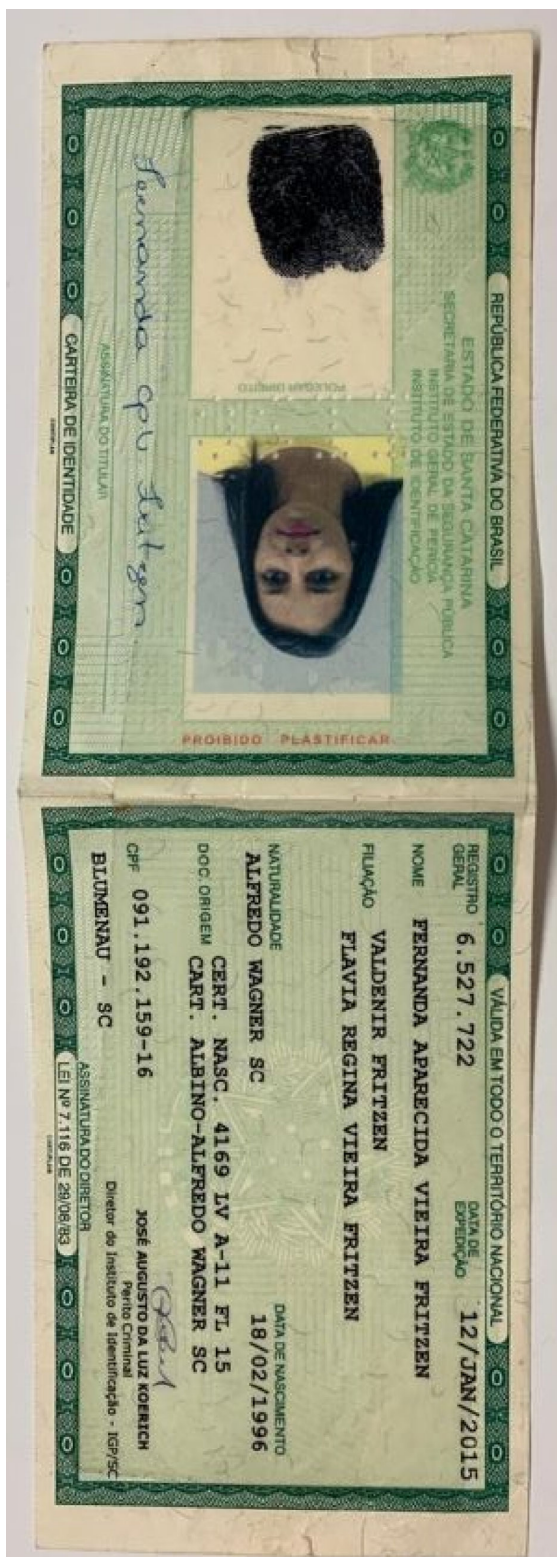 REPÚBLICA FEDERATIVA DO BRASIL
ESTADO DE SANTA CATARINA
SECRETARIA DE ESTADO DA SEGURANÇA PÚBLICA
INSTITUTO GERAL DE PERÍCIA
INSTITUTO DE IDENTIFICAÇÃO
POLEGAR DIREITO
PROIBIDO PLASTIFICAR
Fernanda
ASSINATURA DO TITULAR
CARTEIRA DE IDENTIDADE
VÁLIDA EM TODO O TERRITÓRIO NACIONAL
REGISTRO GERAL 6.527.722 DATA DE EXPEDIÇÃO 12/JAN/2015
NOME FERNANDA APARECIDA VIEIRA FRITZEN
FILIAÇÃO VALDENIR FRITZEN
FLAVIA REGINA VIEIRA FRITZEN
NATURALIDADE DATA DE NASCIMENTO
ALFREDO WAGNER SC 18/02/1996
DOC ORIGEM CERT. NASC. 4169 LV A-11 FL 15
CART. ALBINO-ALFREDO WAGNER SC
CPF 091.192.159-16
BLUMENAU - SC
JOSÉ AUGUSTO DA LUZ KOERICH
Perito Criminal
Diretor do Instituto de Identificação - IGP/SC
ASSINATURA DO DIRETOR
LEI Nº 7.116 DE 29/08/83